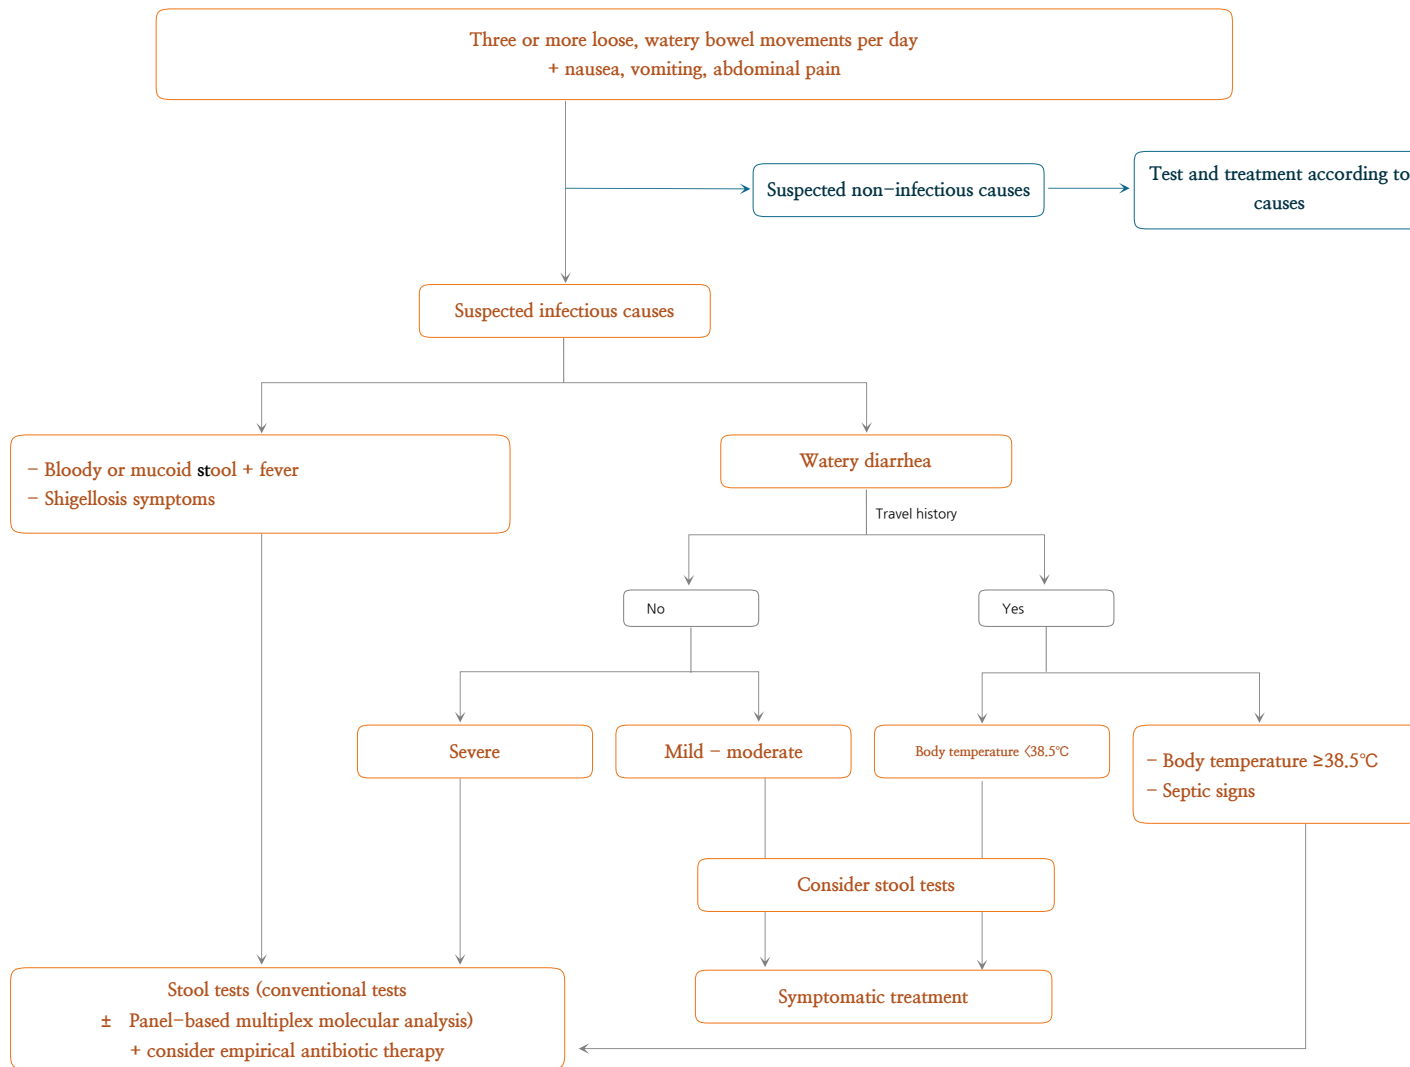 Three or more loose, watery bowel movements per day
+ nausea, vomiting, abdominal pain
Suspected non-infectious causes
Test and treatment according to
causes
Suspected infectious causes
- Bloody or mucoid stool + fever
- Shigellosis symptoms
Watery diarrhea
Travel history
No
Yes
Severe
Mild - moderate
Body temperature <38.5℃
- Body temperature ≥38.5℃
- Septic signs
Consider stool tests
Stool tests (conventional tests
± Panel-based multiplex molecular analysis)
+ consider empirical antibiotic therapy
Symptomatic treatment